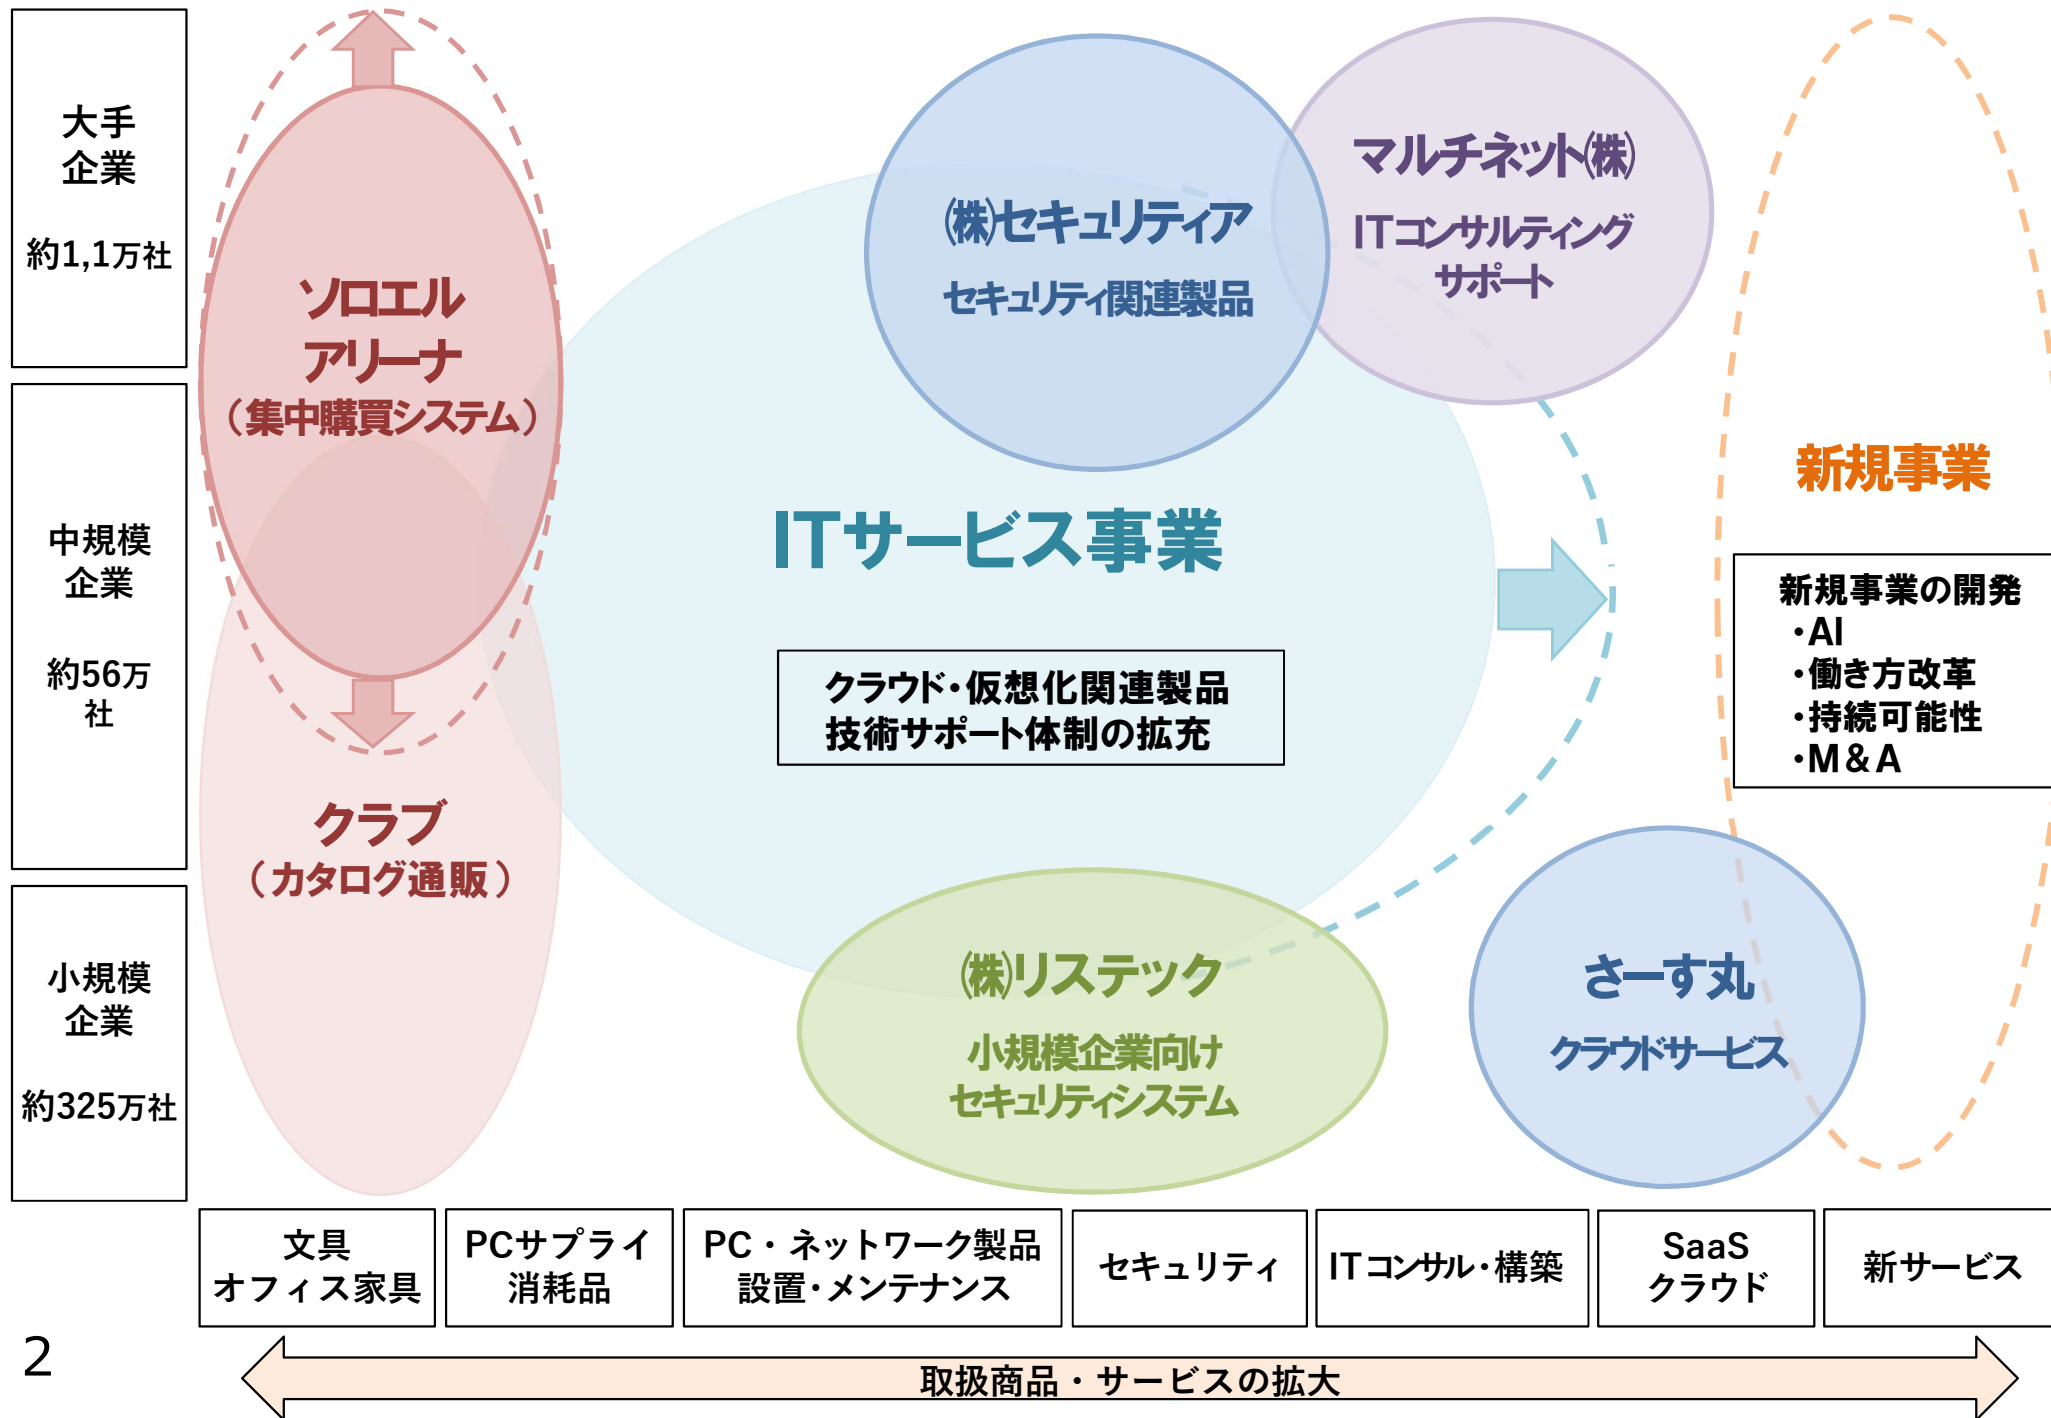 大手
企業
約1,1万社
中規模
企業
約56万
社
小規模
企業
約325万社
ソロエル
アリーナ
（集中購買システム）
クラブ
（カタログ通販）
㈱セキュリティア
セキュリティ関連製品
マルチネット㈱
ITコンサルティング
サポート
ITサービス事業
クラウド・仮想化関連製品
技術サポート体制の拡充
㈱リステック
小規模企業向け
セキュリティシステム
さーす丸
クラウドサービス
新規事業
新規事業の開発
・AI
・働き方改革
・持続可能性
・M＆A
文具
オフィス家具
PCサプライ
消耗品
PC・ネットワーク製品
設置・メンテナンス
セキュリティ
ITコンサル・構築
SaaS
クラウド
新サービス
取扱商品・サービスの拡大
2